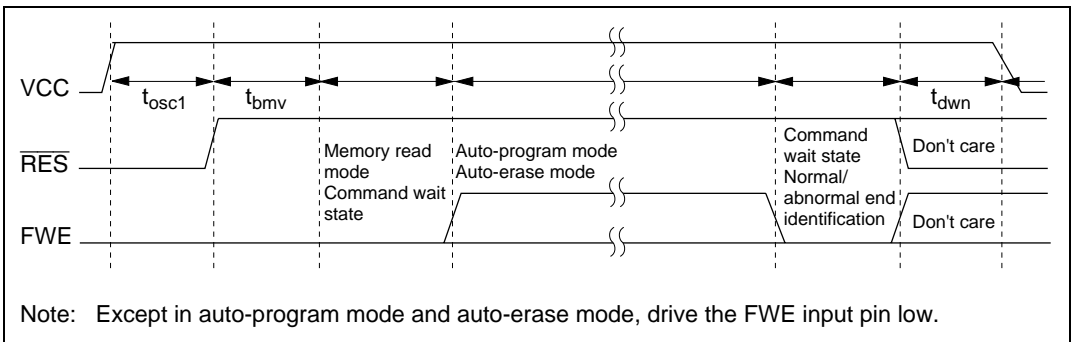 VCC
t_osc1
t_bmv
t_dwn
RES
Memory read
mode
Command wait
state
Auto-program mode
Auto-erase mode
Command
wait state
Normal/
abnormal end
identification
Don't care
FWE
Don't care
Note: Except in auto-program mode and auto-erase mode, drive the FWE input pin low.